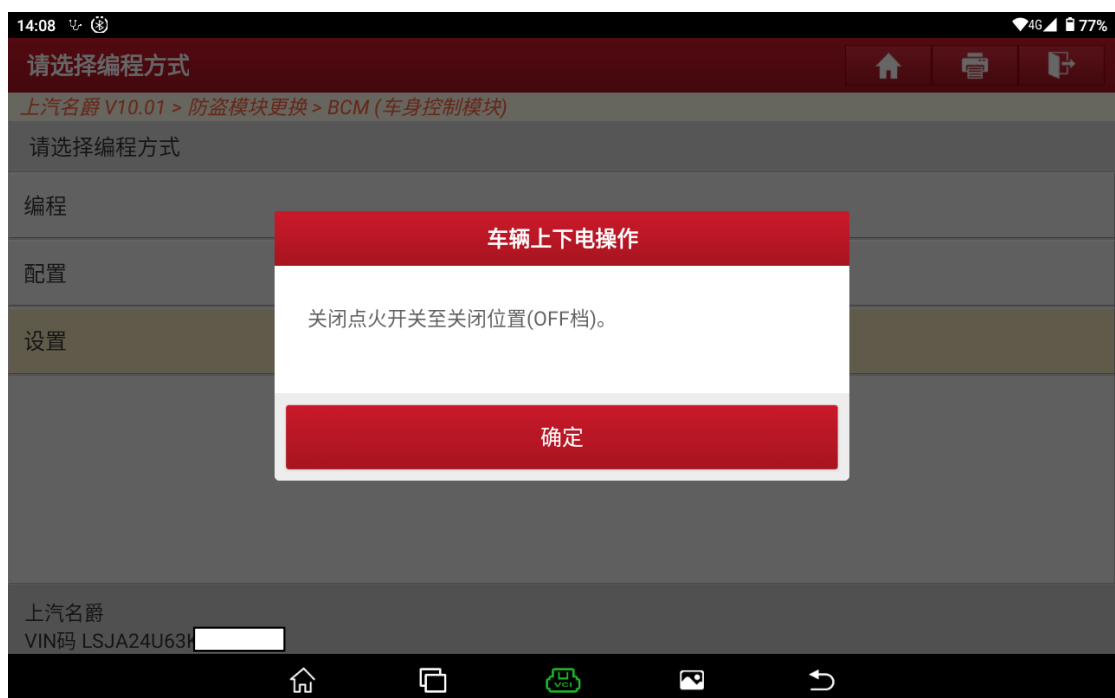 14:08 4G 77%
请选择编程方式
上汽名爵 V10.01 > 防盗模块更换 > BCM (车身控制模块)
请选择编程方式
编程
配置
设置
车辆上下电操作
关闭点火开关至关闭位置(OFF档)。
确定
上汽名爵
VIN码 LSJA24U63K
VCI